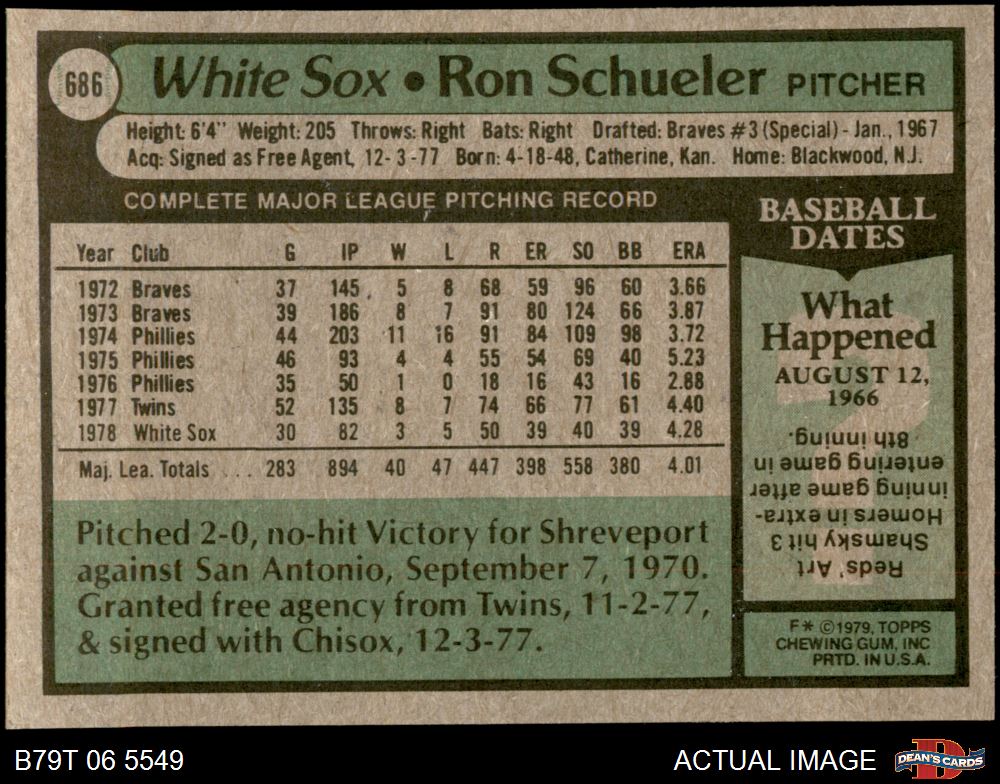 686
White Sox • Ron Schueler PITCHER
Height: 6'4" Weight: 205 Throws: Right Bats: Right Drafted: Braves #3 (Special) - Jan., 1967
Acq: Signed as Free Agent, 12-3-77 Born: 4-18-48, Catherine, Kan. Home: Blackwood, N.J.
COMPLETE MAJOR LEAGUE PITCHING RECORD
Year Club G IP W L R ER SO BB ERA
1972 Braves 37 145 5 8 68 59 96 60 3.66
1973 Braves 39 186 8 7 91 80 124 66 3.87
1974 Phillies 44 203 11 16 91 84 109 98 3.72
1975 Phillies 46 93 4 4 55 54 69 40 5.23
1976 Phillies 35 50 1 0 18 16 43 16 2.88
1977 Twins 52 135 8 7 74 66 77 61 4.40
1978 White Sox 30 82 3 5 50 39 40 39 4.28
Maj. Lea. Totals ... 283 894 40 47 447 398 558 380 4.01
Pitched 2-0, no-hit Victory for Shreveport
against San Antonio, September 7, 1970.
Granted free agency from Twins, 11-2-77,
& signed with Chisox, 12-3-77.
BASEBALL
DATES
What
Happened
AUGUST 12,
1966
Reds' Art
Shamsky hit 3
Homers in extra-
inning game after
entering game in
8th inning.
F* ©1979, TOPPS
CHEWING GUM, INC
PRTD. IN U.S.A.
B79T 06 5549
ACTUAL IMAGE
DEAN'S CARDS